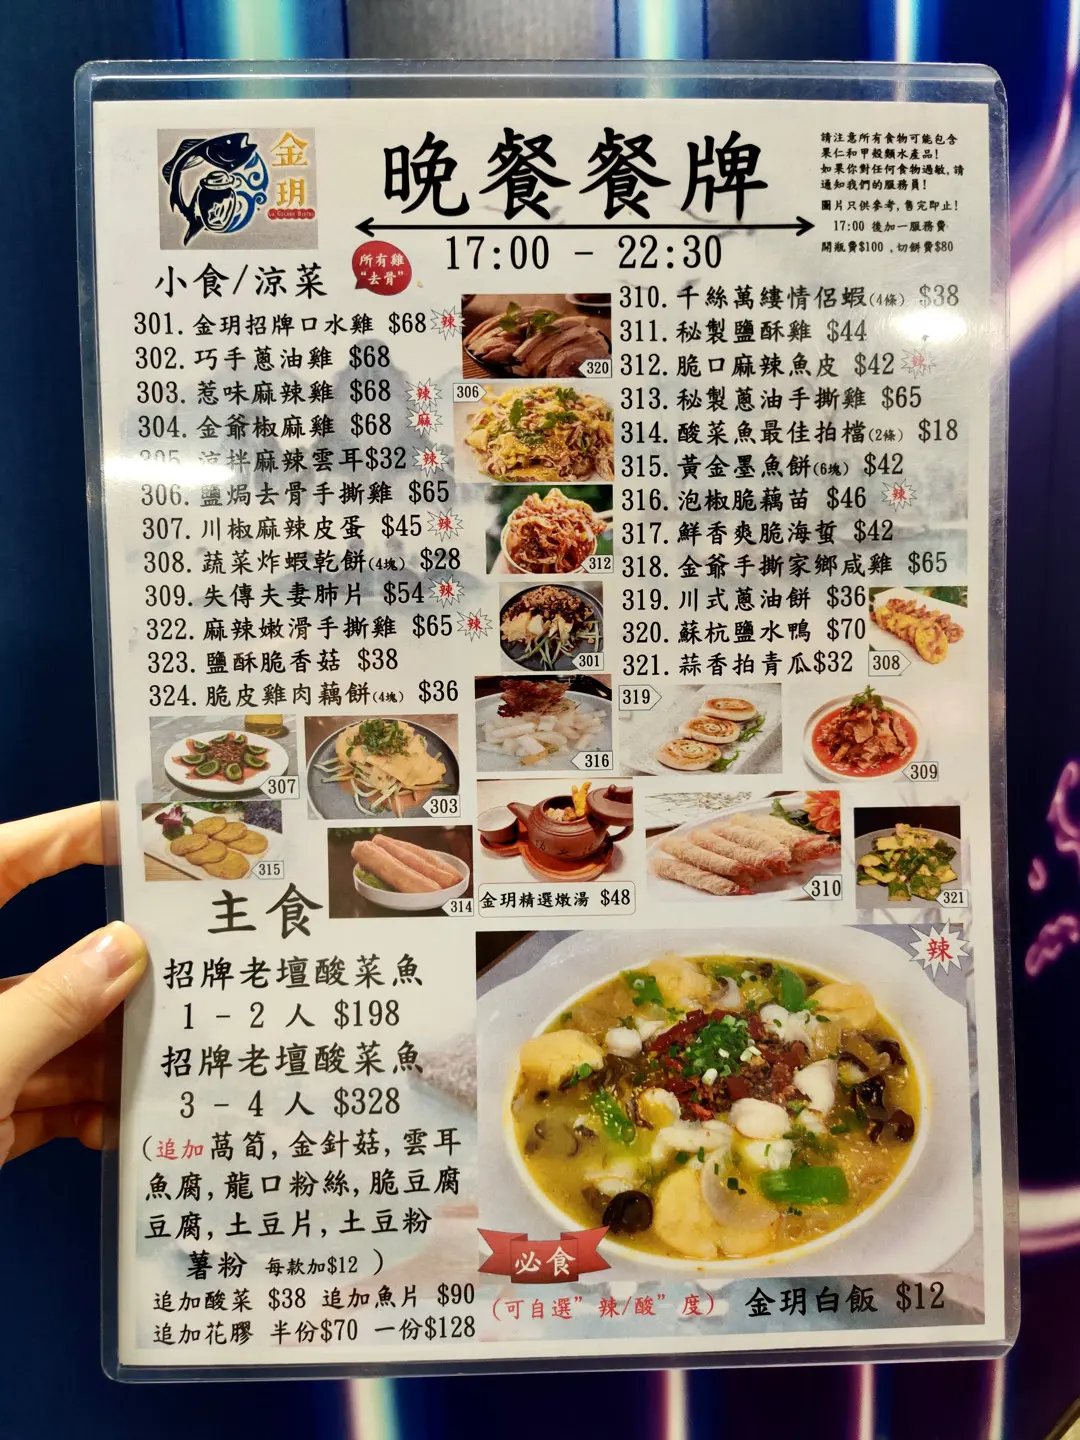 金玥
La Golden Bistro
晚餐餐牌
17:00 - 22:30
請注意所有食物可能包含
果仁和甲殼類水產品!
如果你對任何食物過敏,請
通知我們的服務員!
圖片只供參考,售完即止!
17:00 後加一服務費
開瓶費$100 ,切餅費$80
小食/涼菜
所有雞
"去骨"
301. 金玥招牌口水雞 $68 辣
302. 巧手蔥油雞 $68
303. 惹味麻辣雞 $68 辣
304. 金爺椒麻雞 $68 麻
305. 涼拌麻辣雲耳$32 辣
306. 鹽焗去骨手撕雞 $65
307. 川椒麻辣皮蛋 $45 辣
308. 蔬菜炸蝦乾餅(4塊) $28
309. 失傳夫妻肺片 $54 辣
322. 麻辣嫩滑手撕雞 $65 辣
323. 鹽酥脆香菇 $38
324. 脆皮雞肉藕餅(4塊) $36
310. 千絲萬縷情侶蝦(4條) $38
311. 秘製鹽酥雞 $44
312. 脆口麻辣魚皮 $42 辣
313. 秘製蔥油手撕雞 $65
314. 酸菜魚最佳拍檔(2條) $18
315. 黃金墨魚餅(6塊) $42
316. 泡椒脆藕苗 $46 辣
317. 鮮香爽脆海蜇 $42
318. 金爺手撕家鄉咸雞 $65
319. 川式蔥油餅 $36
320. 蘇杭鹽水鴨 $70
321. 蒜香拍青瓜$32
320
306
312
301
308
316
319
309
307
303
315
314
金玥精選燉湯 $48
310
321
主食
招牌老壇酸菜魚
1 - 2 人 $198
招牌老壇酸菜魚
3 - 4 人 $328
(追加萵筍,金針菇,雲耳
魚腐,龍口粉絲,脆豆腐
豆腐,土豆片,土豆粉
薯粉 每款加$12 )
追加酸菜 $38 追加魚片 $90
追加花膠 半份$70 一份$128
辣
必食
(可自選"辣/酸"度)
金玥白飯 $12